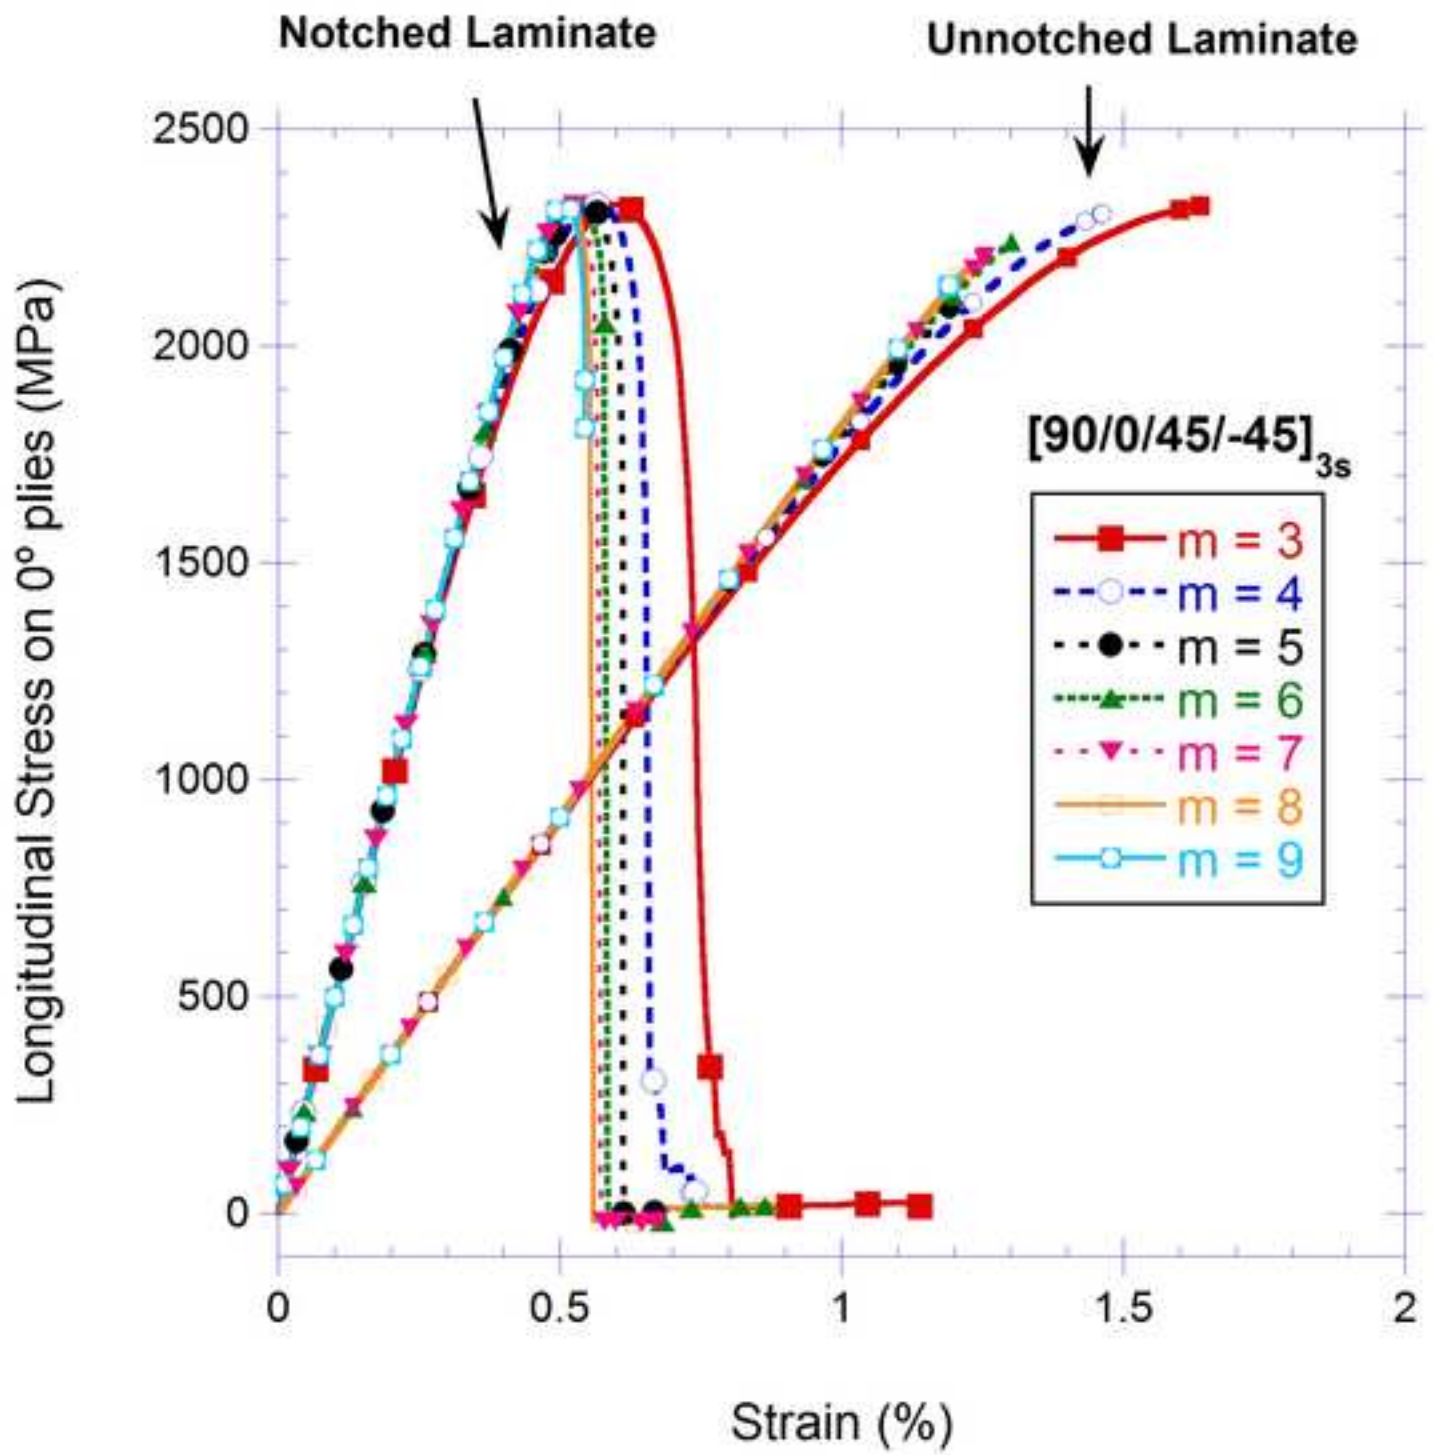 Notched Laminate
Unnotched Laminate
2500
2000
1500
1000
500
0
Longitudinal Stress on 0º plies (MPa)
[90/0/45/-45]3s
m = 3
m = 4
m = 5
m = 6
m = 7
m = 8
m = 9
0 0.5 1 1.5 2
Strain (%)